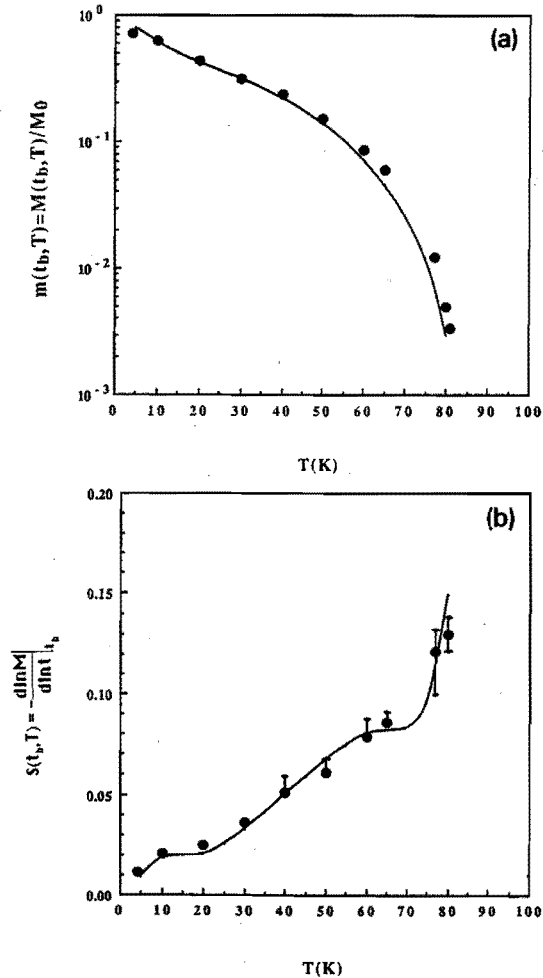 (a)
10⁰
10⁻¹
10⁻²
10⁻³
m(t_b,T)=M(t_b,T)/M₀
0 10 20 30 40 50 60 70 80 90 100
T(K)
(b)
0.20
0.15
0.10
0.05
0.00
S(t_b,T)=-dlnM/dlnt|t_b
0 10 20 30 40 50 60 70 80 90 100
T(K)